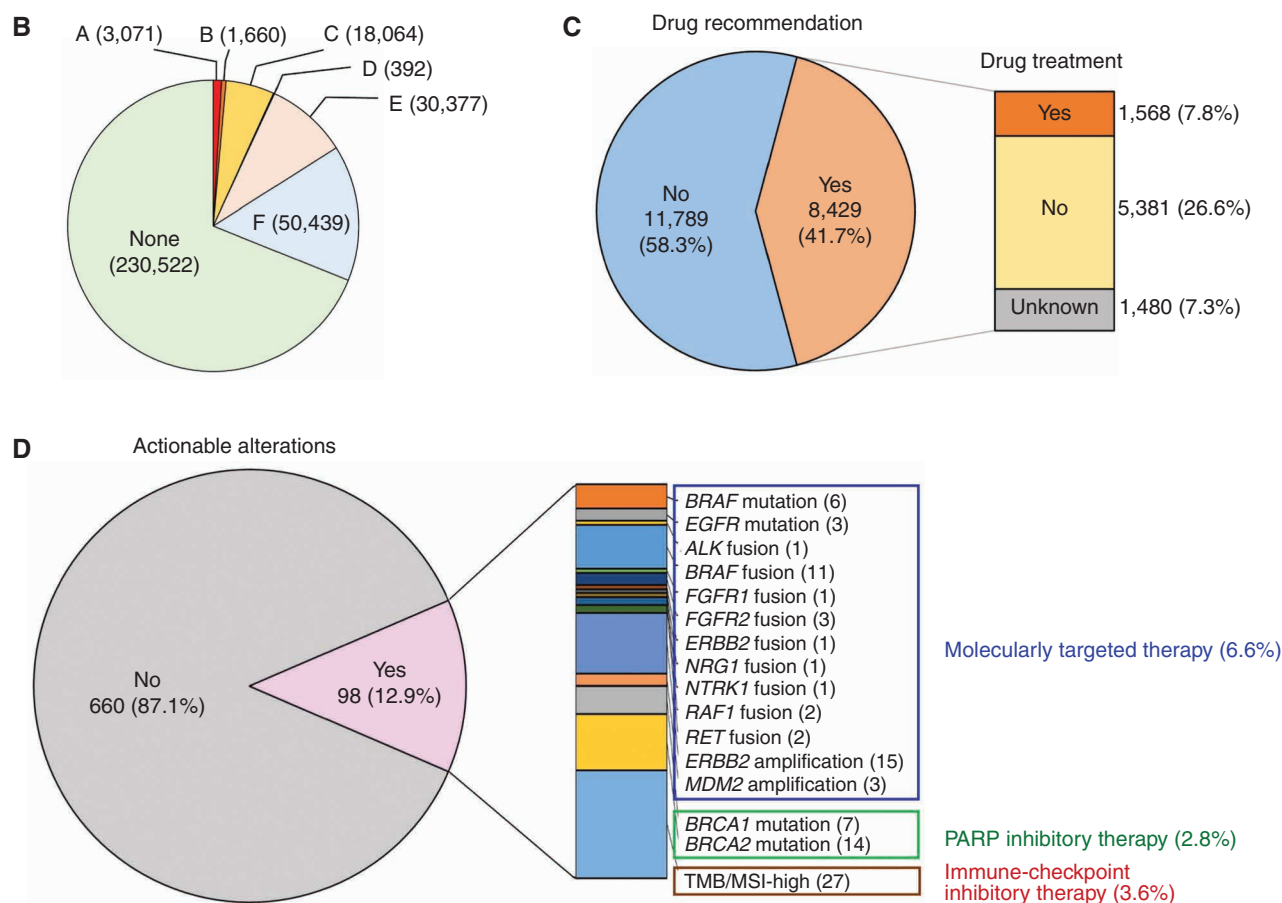 B
A (3,071)
B (1,660)
C (18,064)
D (392)
E (30,377)
F (50,439)
None
(230,522)
C
Drug recommendation
No
11,789
(58.3%)
Yes
8,429
(41.7%)
Drug treatment
Yes
1,568 (7.8%)
No
5,381 (26.6%)
Unknown
1,480 (7.3%)
D
Actionable alterations
No
660 (87.1%)
Yes
98 (12.9%)
BRAF mutation (6)
EGFR mutation (3)
ALK fusion (1)
BRAF fusion (11)
FGFR1 fusion (1)
FGFR2 fusion (3)
ERBB2 fusion (1)
NRG1 fusion (1)
NTRK1 fusion (1)
RAF1 fusion (2)
RET fusion (2)
ERBB2 amplification (15)
MDM2 amplification (3)
Molecularly targeted therapy (6.6%)
BRCA1 mutation (7)
BRCA2 mutation (14)
PARP inhibitory therapy (2.8%)
TMB/MSI-high (27)
Immune-checkpoint
inhibitory therapy (3.6%)